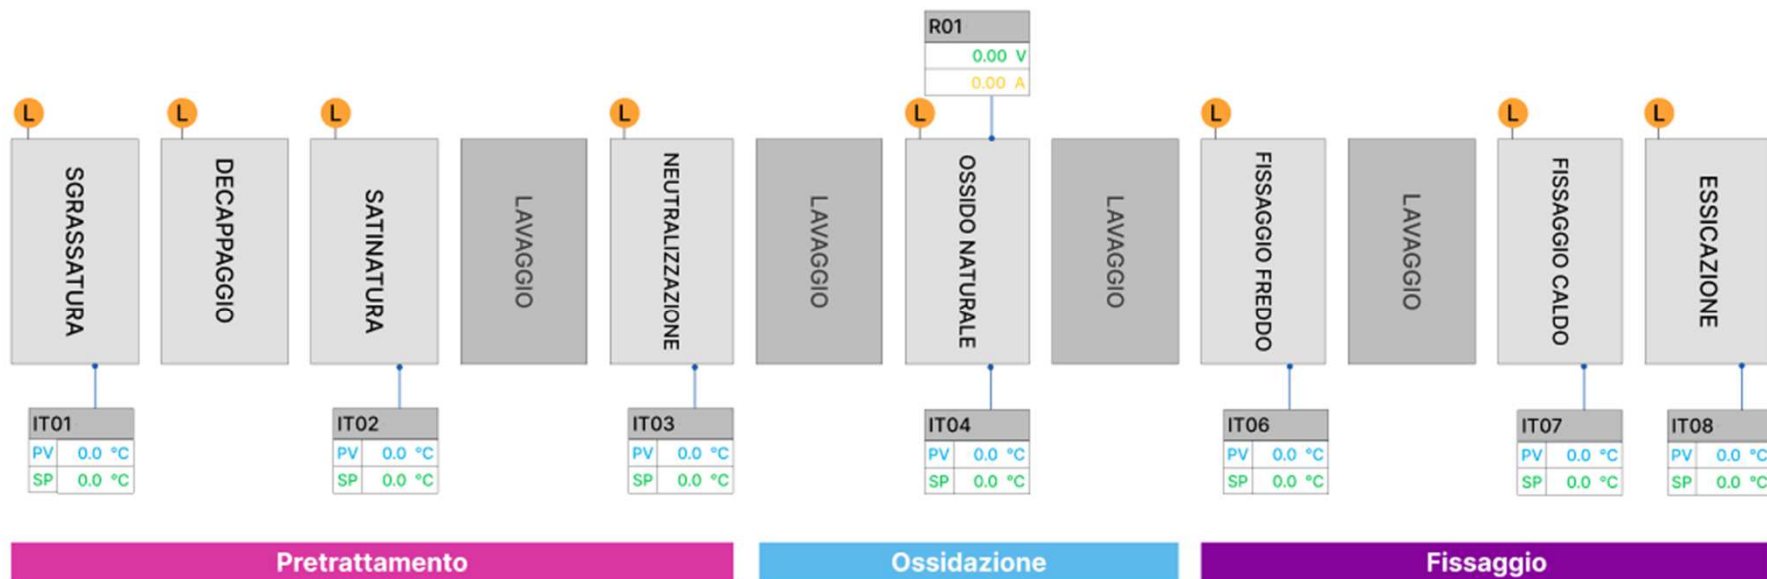 R01
0.00 V
0.00 A
L
L
L
L
L
L
L
L
SGRASSATURA
DECAPPAGGIO
SATINATURA
LAVAGGIO
NEUTRALIZZAZIONE
LAVAGGIO
OSSIDO NATURALE
LAVAGGIO
FISSAGGIO FREDDO
LAVAGGIO
FISSAGGIO CALDO
ESSICAZIONE
IT01
PV 0.0 °C
SP 0.0 °C
IT02
PV 0.0 °C
SP 0.0 °C
IT03
PV 0.0 °C
SP 0.0 °C
IT04
PV 0.0 °C
SP 0.0 °C
IT06
PV 0.0 °C
SP 0.0 °C
IT07
PV 0.0 °C
SP 0.0 °C
IT08
PV 0.0 °C
SP 0.0 °C
Pretrattamento
Ossidazione
Fissaggio